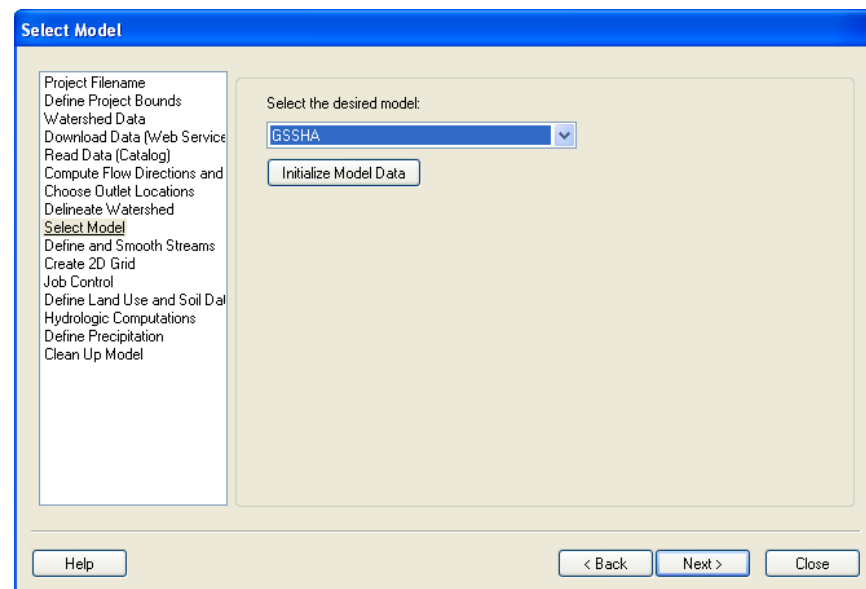 Select Model
Project Filename
Define Project Bounds
Watershed Data
Download Data (Web Service
Read Data (Catalog)
Compute Flow Directions and
Choose Outlet Locations
Delineate Watershed
Select Model
Define and Smooth Streams
Create 2D Grid
Job Control
Define Land Use and Soil Dat
Hydrologic Computations
Define Precipitation
Clean Up Model
Select the desired model:
GSSHA
Initialize Model Data
Help
< Back
Next >
Close